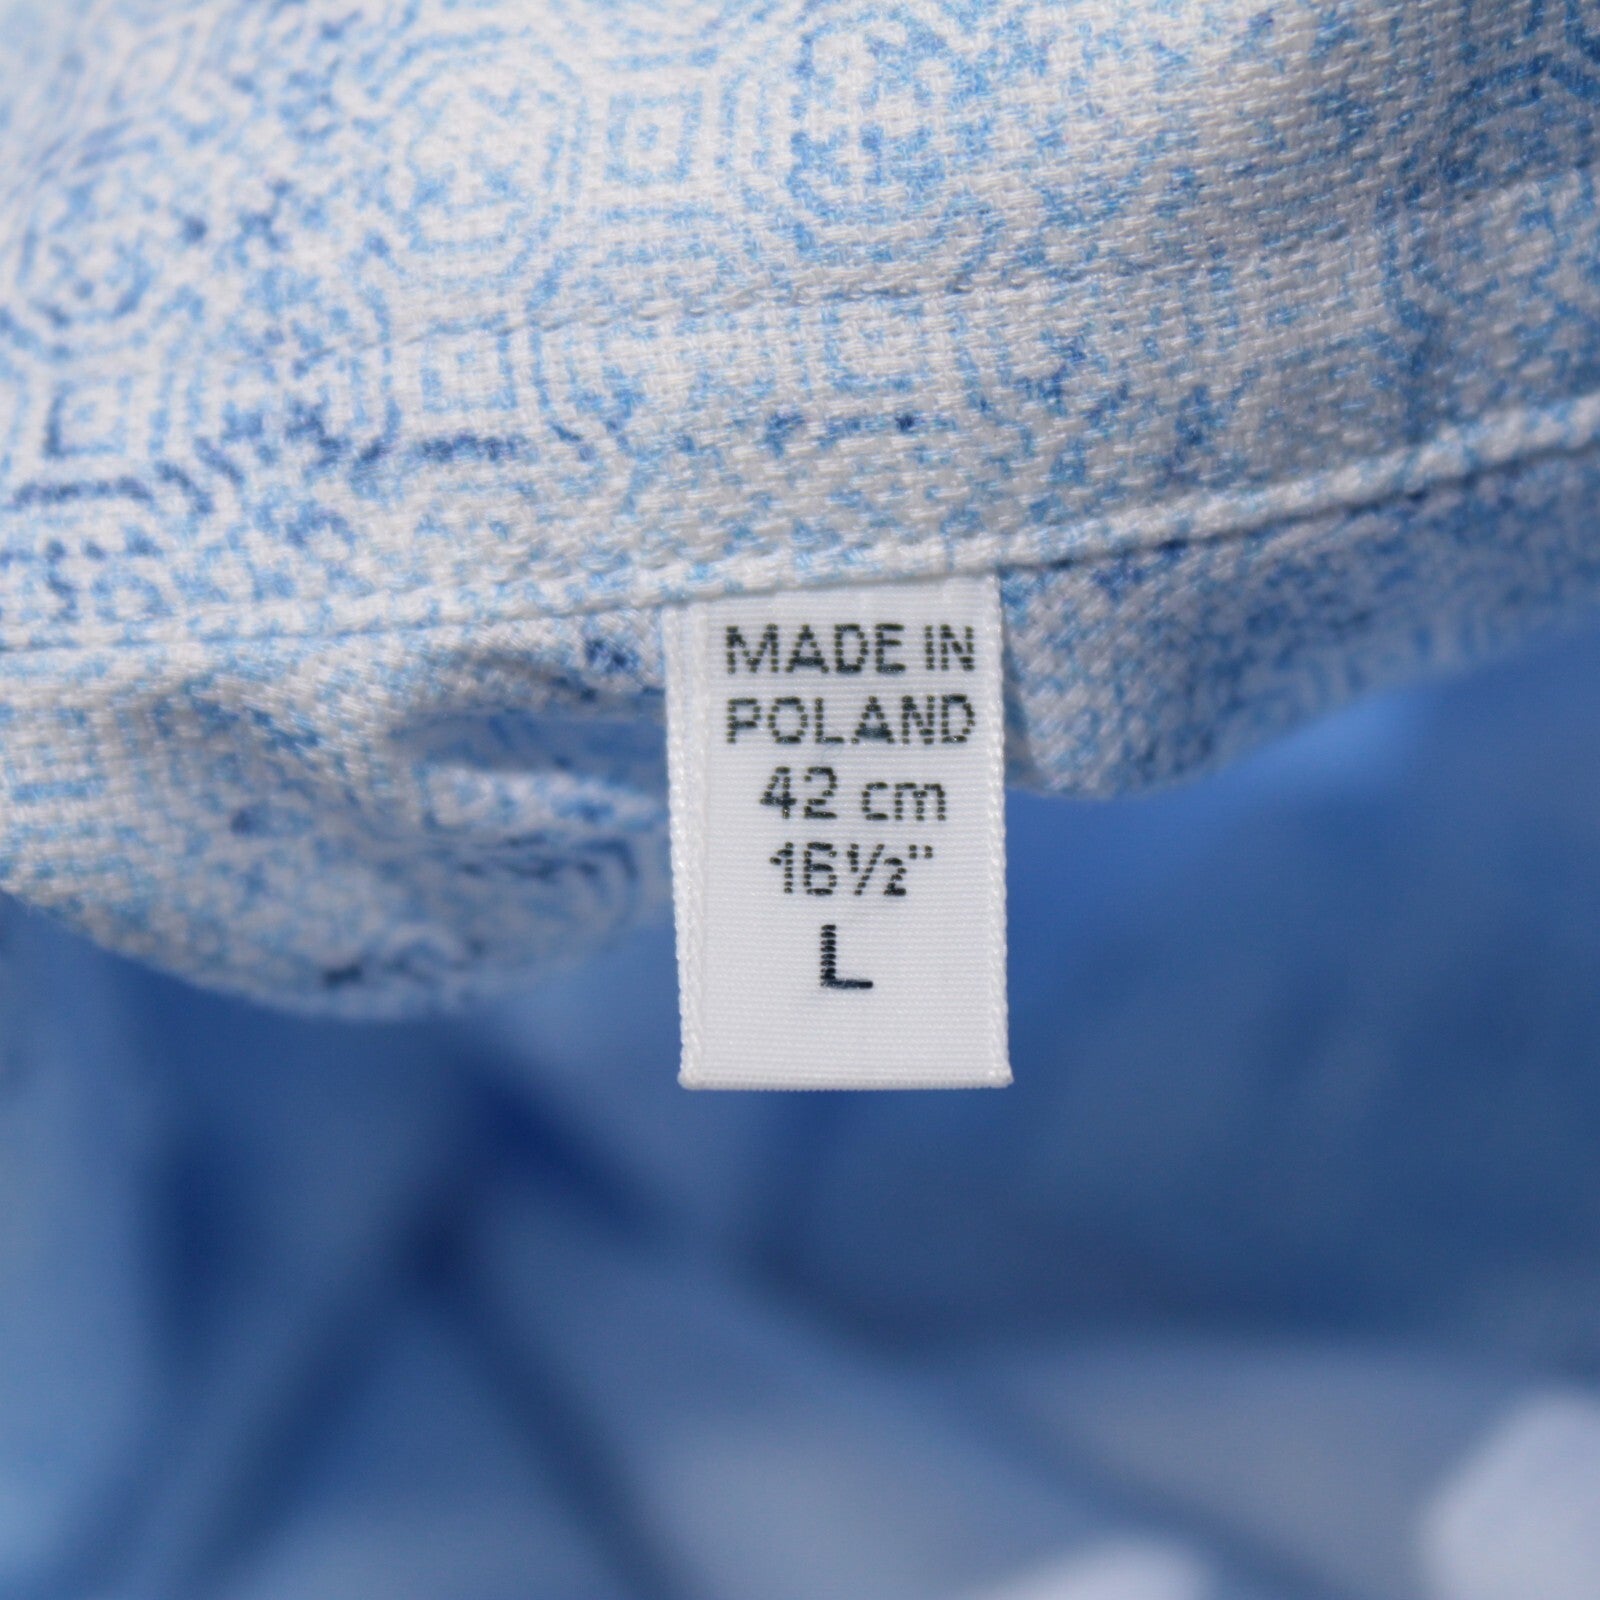 MADE IN
POLAND
42 cm
16½"
L